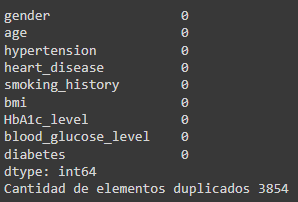 gender 0
age 0
hypertension 0
heart_disease 0
smoking_history 0
bmi 0
HbA1c_level 0
blood_glucose_level 0
diabetes 0
dtype: int64
Cantidad de elementos duplicados 3854